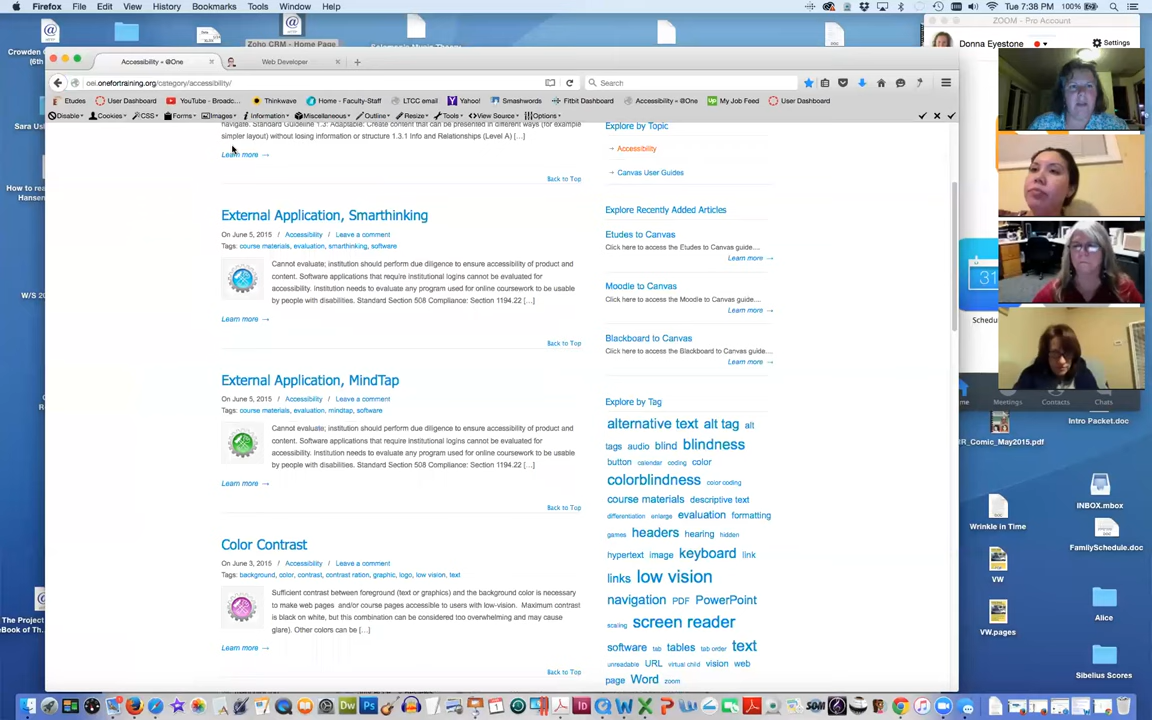 Firefox File Edit View History Bookmarks Tools Window Help
100% Tue 7:38 PM
ZOOM - Pro Account
Donna Eyestone
Settings
Crowden C
(6th
Zoho CRM - Home Page
Accessibility « @One
Web Developer
oei.onefortraining.org/category/accessibility/
Search
Etudes User Dashboard YouTube - Broadc... Thinkwave Home - Faculty-Staff LTCC email Yahoo! Smashwords Fitbit Dashboard Accessibility « @One My Job Feed User Dashboard
Disable Cookies CSS Forms Images Information Miscellaneous Outline Resize Tools View Source Options
navigate. Standard Guideline 1.3: Adaptable: Create content that can be presented in different ways (for example
simpler layout) without losing information or structure 1.3.1 Info and Relationships (Level A) […]
Learn more →
Back to Top
External Application, Smarthinking
On June 5, 2015 / Accessibility / Leave a comment
Tags: course materials, evaluation, smarthinking, software
Cannot evaluate; institution should perform due diligence to ensure accessibility of product and
content. Software applications that require institutional logins cannot be evaluated for
accessibility. Institution needs to evaluate any program used for online coursework to be usable
by people with disabilities. Standard Section 508 Compliance: Section 1194.22 […]
Learn more →
Back to Top
External Application, MindTap
On June 5, 2015 / Accessibility / Leave a comment
Tags: course materials, evaluation, mindtap, software
Cannot evaluate; institution should perform due diligence to ensure accessibility of product and
content. Software applications that require institutional logins cannot be evaluated for
accessibility. Institution needs to evaluate any program used for online coursework to be usable
by people with disabilities. Standard Section 508 Compliance: Section 1194.22 […]
Learn more →
Back to Top
Color Contrast
On June 3, 2015 / Accessibility / Leave a comment
Tags: background, color, contrast, contrast ration, graphic, logo, low vision, text
Sufficient contrast between foreground (text or graphics) and the background color is necessary
to make web pages and/or course pages accessible to users with low-vision. Maximum contrast
is black on white, but this combination can be considered too overwhelming and may cause
glare). Other colors can be […]
Learn more →
Back to Top
Explore by Topic
→ Accessibility
→ Canvas User Guides
Explore Recently Added Articles
Etudes to Canvas
Click here to access the Etudes to Canvas guide....
Learn more →
Moodle to Canvas
Click here to access the Moodle to Canvas guide....
Learn more →
Blackboard to Canvas
Click here to access the Blackboard to Canvas guide....
Learn more →
Explore by Tag
alternative text alt tag alt
tags audio blind blindness
button calendar coding color
colorblindness color coding
course materials descriptive text
differentiation enlarge evaluation formatting
games headers hearing hidden
hypertext image keyboard link
links low vision
navigation PDF PowerPoint
scaling screen reader
software tab tables tab order text
unreadable URL virtual child vision web
page Word zoom
Sara Us
How to rea
Hansen
W/S 20
The Project
eBook of Th...
31
Schedu
Meetings Contacts Chats
Intro Packet.doc
R_Comic_May2015.pdf
INBOX.mbox
Wrinkle in Time
FamilySchedule.doc
VW
VW.pages
Alice
Sibelius Scores